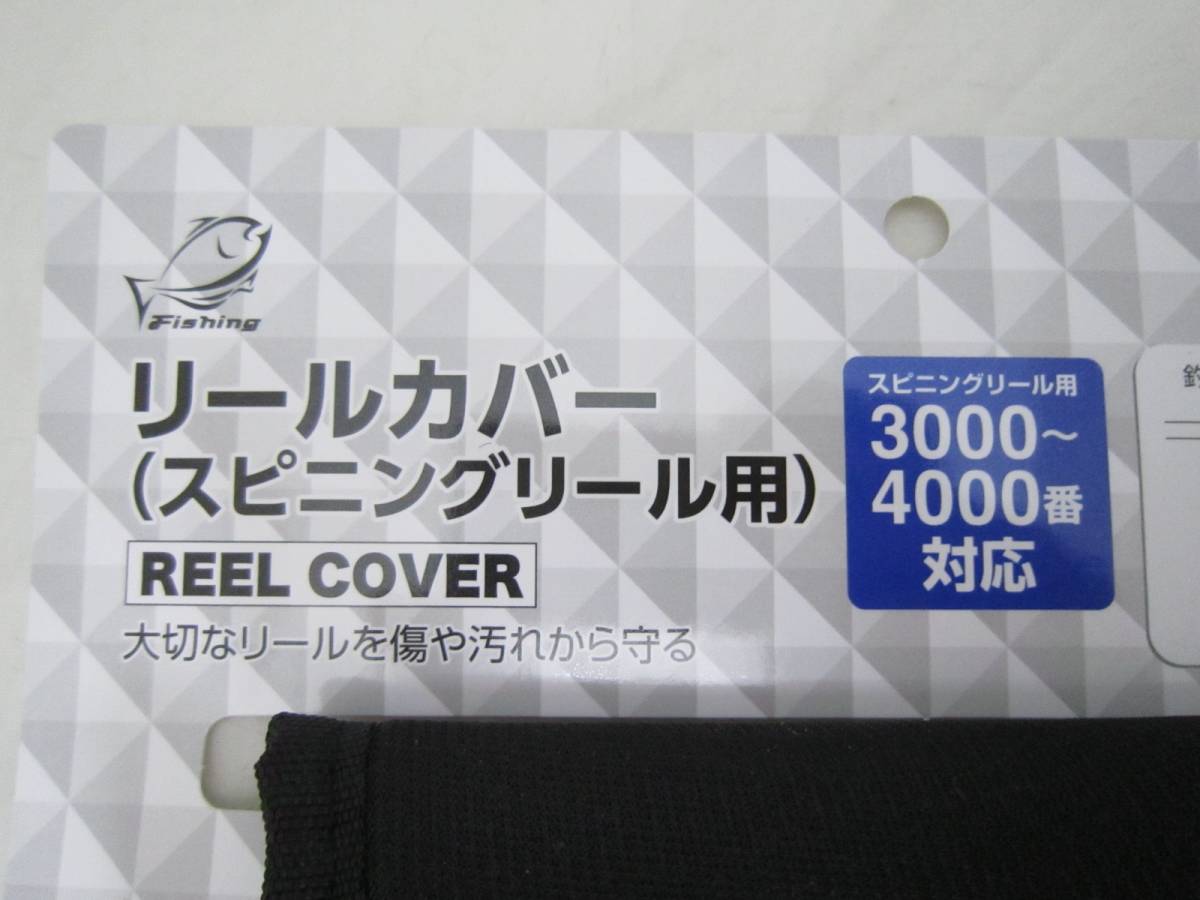 Fishing
リールカバー
(スピニングリール用)
REEL COVER
大切なリールを傷や汚れから守る
スピニングリール用
3000～
4000番
対応
釣